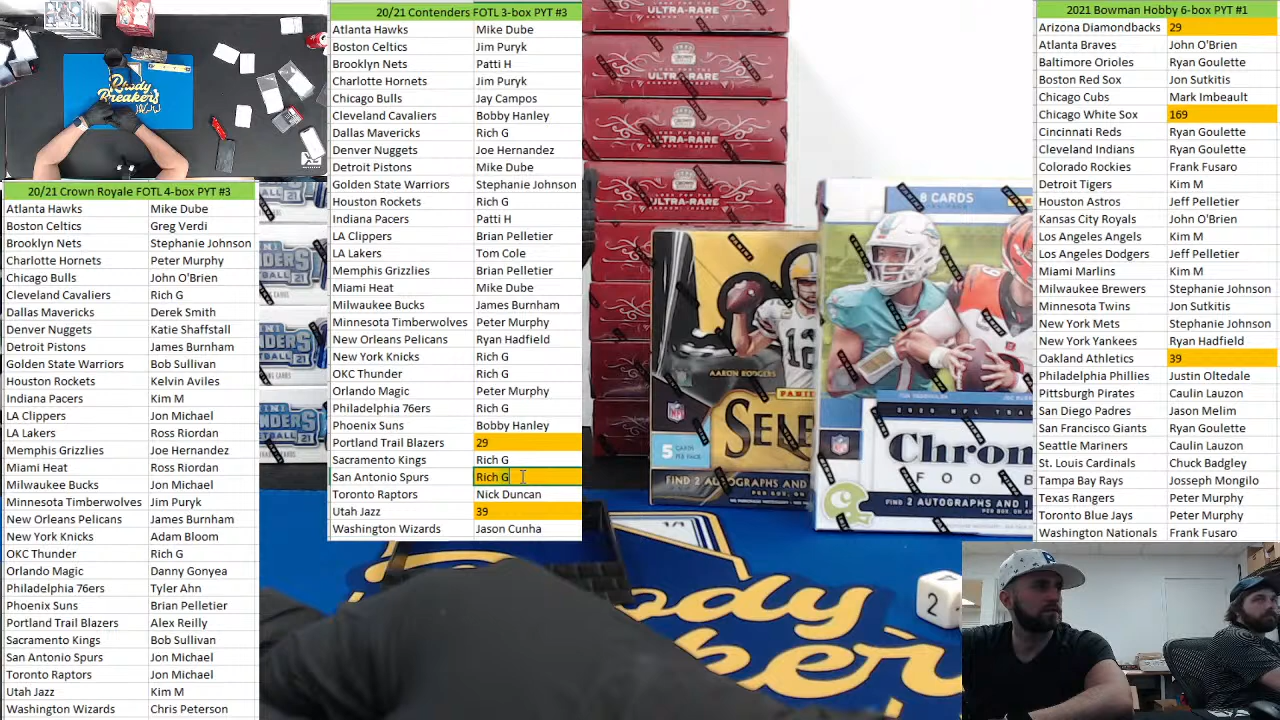 20/21 Contenders FOTL 3-box PYT #3
Atlanta Hawks Mike Dube
Boston Celtics Jim Puryk
Brooklyn Nets Patti H
Charlotte Hornets Jim Puryk
Chicago Bulls Jay Campos
Cleveland Cavaliers Bobby Hanley
Dallas Mavericks Rich G
Denver Nuggets Joe Hernandez
Detroit Pistons Mike Dube
Golden State Warriors Stephanie Johnson
Houston Rockets Rich G
Indiana Pacers Patti H
LA Clippers Brian Pelletier
LA Lakers Tom Cole
Memphis Grizzlies Brian Pelletier
Miami Heat Mike Dube
Milwaukee Bucks James Burnham
Minnesota Timberwolves Peter Murphy
New Orleans Pelicans Ryan Hadfield
New York Knicks Rich G
OKC Thunder Rich G
Orlando Magic Peter Murphy
Philadelphia 76ers Rich G
Phoenix Suns Bobby Hanley
Portland Trail Blazers 29
Sacramento Kings Rich G
San Antonio Spurs Rich G
Toronto Raptors Nick Duncan
Utah Jazz 39
Washington Wizards Jason Cunha
20/21 Crown Royale FOTL 4-box PYT #3
Atlanta Hawks Mike Dube
Boston Celtics Greg Verdi
Brooklyn Nets Stephanie Johnson
Charlotte Hornets Peter Murphy
Chicago Bulls John O'Brien
Cleveland Cavaliers Rich G
Dallas Mavericks Derek Smith
Denver Nuggets Katie Shaffstall
Detroit Pistons James Burnham
Golden State Warriors Bob Sullivan
Houston Rockets Kelvin Aviles
Indiana Pacers Kim M
LA Clippers Jon Michael
LA Lakers Ross Riordan
Memphis Grizzlies Joe Hernandez
Miami Heat Ross Riordan
Milwaukee Bucks Jon Michael
Minnesota Timberwolves Jim Puryk
New Orleans Pelicans James Burnham
New York Knicks Adam Bloom
OKC Thunder Rich G
Orlando Magic Danny Gonyea
Philadelphia 76ers Tyler Ahn
Phoenix Suns Brian Pelletier
Portland Trail Blazers Alex Reilly
Sacramento Kings Bob Sullivan
San Antonio Spurs Jon Michael
Toronto Raptors Jon Michael
Utah Jazz Kim M
Washington Wizards Chris Peterson
2021 Bowman Hobby 6-box PYT #1
Arizona Diamondbacks 29
Atlanta Braves John O'Brien
Baltimore Orioles Ryan Goulette
Boston Red Sox Jon Sutkitis
Chicago Cubs Mark Imbeault
Chicago White Sox 169
Cincinnati Reds Ryan Goulette
Cleveland Indians Ryan Goulette
Colorado Rockies Frank Fusaro
Detroit Tigers Kim M
Houston Astros Jeff Pelletier
Kansas City Royals John O'Brien
Los Angeles Angels Kim M
Los Angeles Dodgers Jeff Pelletier
Miami Marlins Kim M
Milwaukee Brewers Stephanie Johnson
Minnesota Twins Jon Sutkitis
New York Mets Stephanie Johnson
New York Yankees Ryan Hadfield
Oakland Athletics 39
Philadelphia Phillies Justin Oltedale
Pittsburgh Pirates Caulin Lauzon
San Diego Padres Jason Melim
San Francisco Giants Ryan Goulette
Seattle Mariners Caulin Lauzon
St. Louis Cardinals Chuck Badgley
Tampa Bay Rays Josseph Mongilo
Texas Rangers Peter Murphy
Toronto Blue Jays Peter Murphy
Washington Nationals Frank Fusaro
ULTRA-RARE
ULTRA-RARE
ULTRA-RARE
ULTRA-RARE
8 CARDS
AARON RODGERS
5 CARDS
PER PACK
SELE
FIND 2 AUTOGRAPHS AND
Chron
FOOTB
FIND 2 AUTOGRAPHS AND 1
Rowdy
Breakers
2